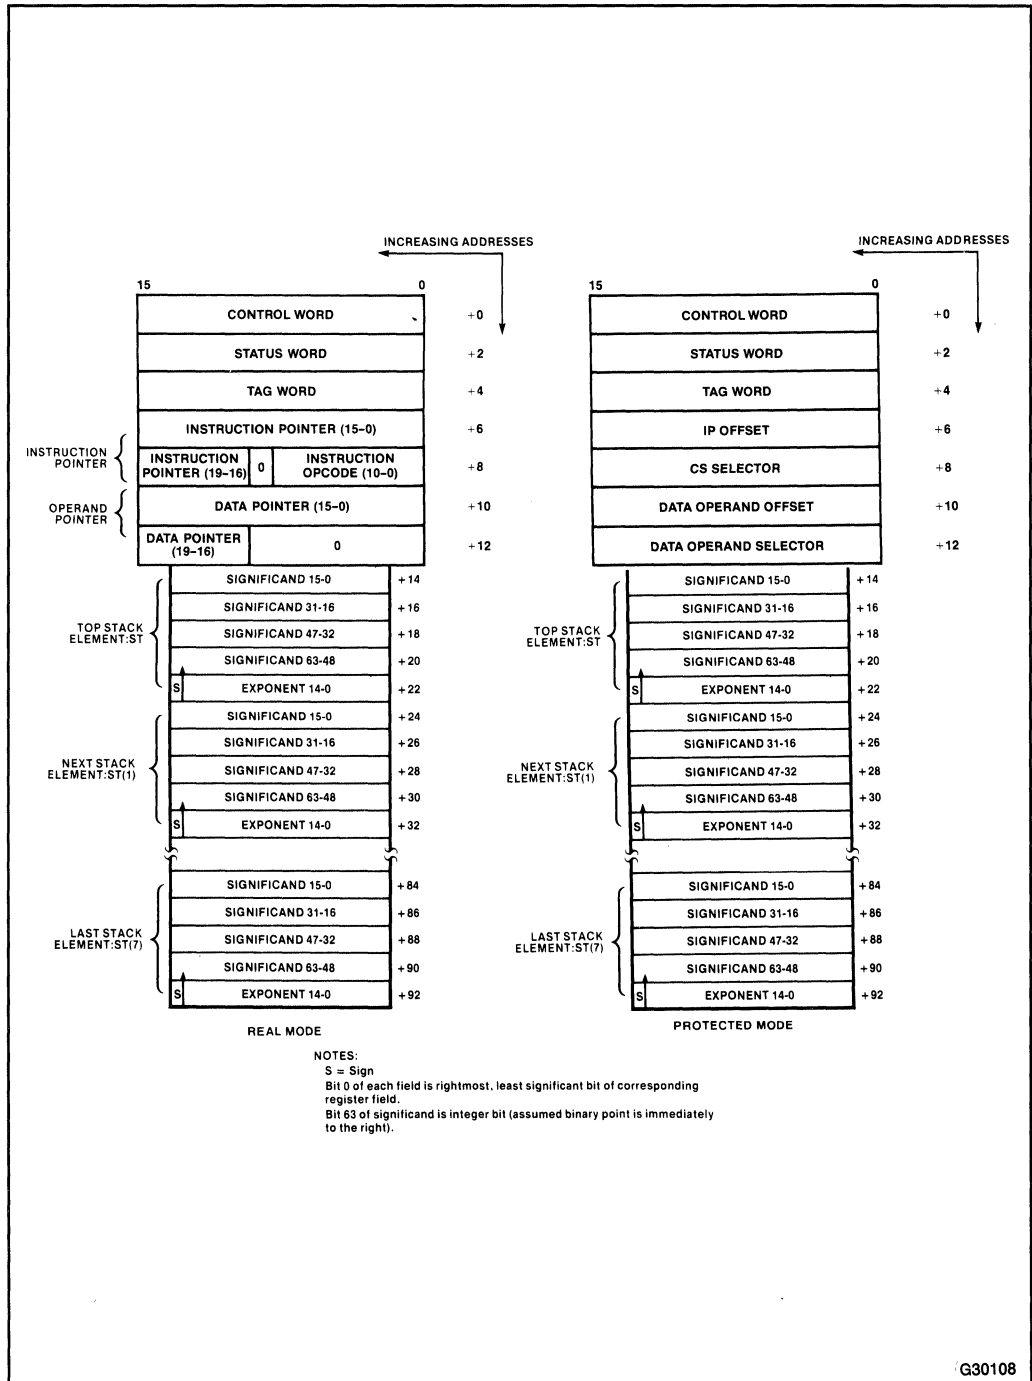 INCREASING ADDRESSES
15 0
CONTROL WORD +0
STATUS WORD +2
TAG WORD +4
INSTRUCTION POINTER (15-0) +6
INSTRUCTION POINTER
INSTRUCTION POINTER (19-16) 0 INSTRUCTION OPCODE (10-0) +8
OPERAND POINTER
DATA POINTER (15-0) +10
DATA POINTER (19-16) 0 +12
TOP STACK ELEMENT:ST
SIGNIFICAND 15-0 +14
SIGNIFICAND 31-16 +16
SIGNIFICAND 47-32 +18
SIGNIFICAND 63-48 +20
S EXPONENT 14-0 +22
NEXT STACK ELEMENT:ST(1)
SIGNIFICAND 15-0 +24
SIGNIFICAND 31-16 +26
SIGNIFICAND 47-32 +28
SIGNIFICAND 63-48 +30
S EXPONENT 14-0 +32
LAST STACK ELEMENT:ST(7)
SIGNIFICAND 15-0 +84
SIGNIFICAND 31-16 +86
SIGNIFICAND 47-32 +88
SIGNIFICAND 63-48 +90
S EXPONENT 14-0 +92
REAL MODE
INCREASING ADDRESSES
15 0
CONTROL WORD +0
STATUS WORD +2
TAG WORD +4
IP OFFSET +6
CS SELECTOR +8
DATA OPERAND OFFSET +10
DATA OPERAND SELECTOR +12
TOP STACK ELEMENT:ST
SIGNIFICAND 15-0 +14
SIGNIFICAND 31-16 +16
SIGNIFICAND 47-32 +18
SIGNIFICAND 63-48 +20
S EXPONENT 14-0 +22
NEXT STACK ELEMENT:ST(1)
SIGNIFICAND 15-0 +24
SIGNIFICAND 31-16 +26
SIGNIFICAND 47-32 +28
SIGNIFICAND 63-48 +30
S EXPONENT 14-0 +32
LAST STACK ELEMENT:ST(7)
SIGNIFICAND 15-0 +84
SIGNIFICAND 31-16 +86
SIGNIFICAND 47-32 +88
SIGNIFICAND 63-48 +90
S EXPONENT 14-0 +92
PROTECTED MODE
NOTES:
S = Sign
Bit 0 of each field is rightmost, least significant bit of corresponding
register field.
Bit 63 of significand is integer bit (assumed binary point is immediately
to the right).
G30108